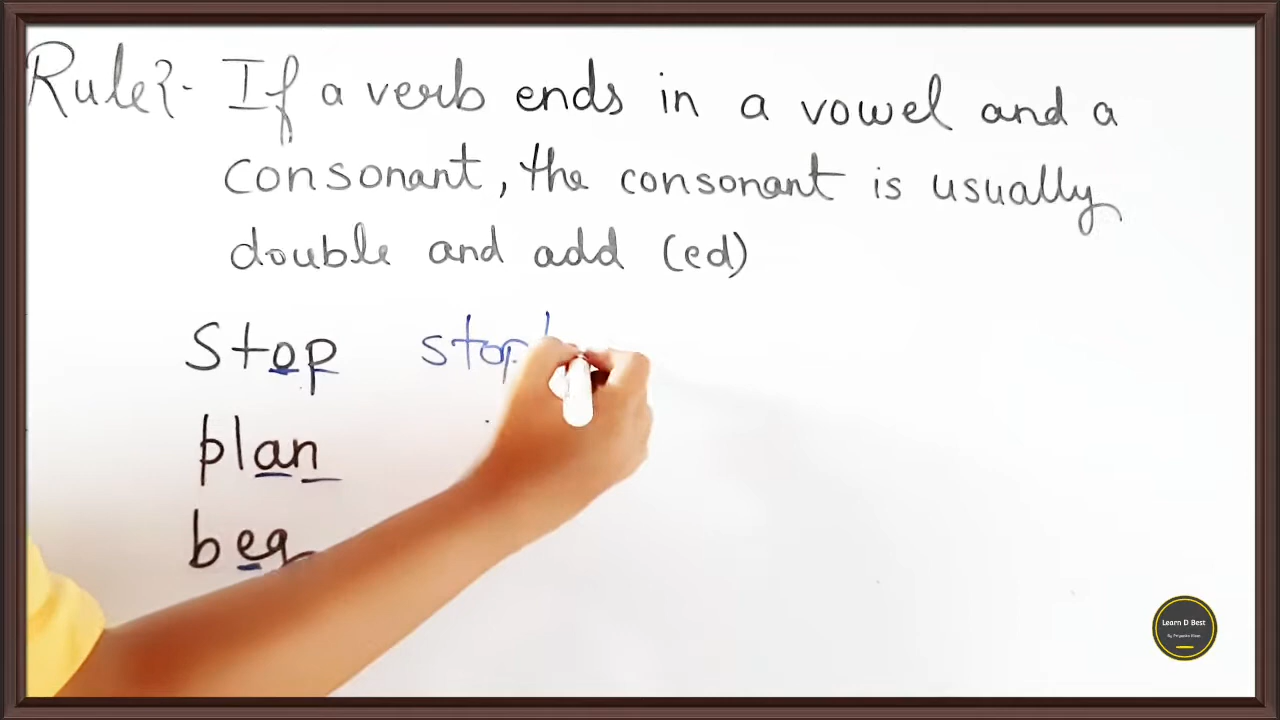 Rule?- If a verb ends in a vowel and a
consonant, the consonant is usually
double and add (ed)
Stop stop
plan
beg
Learn D Best